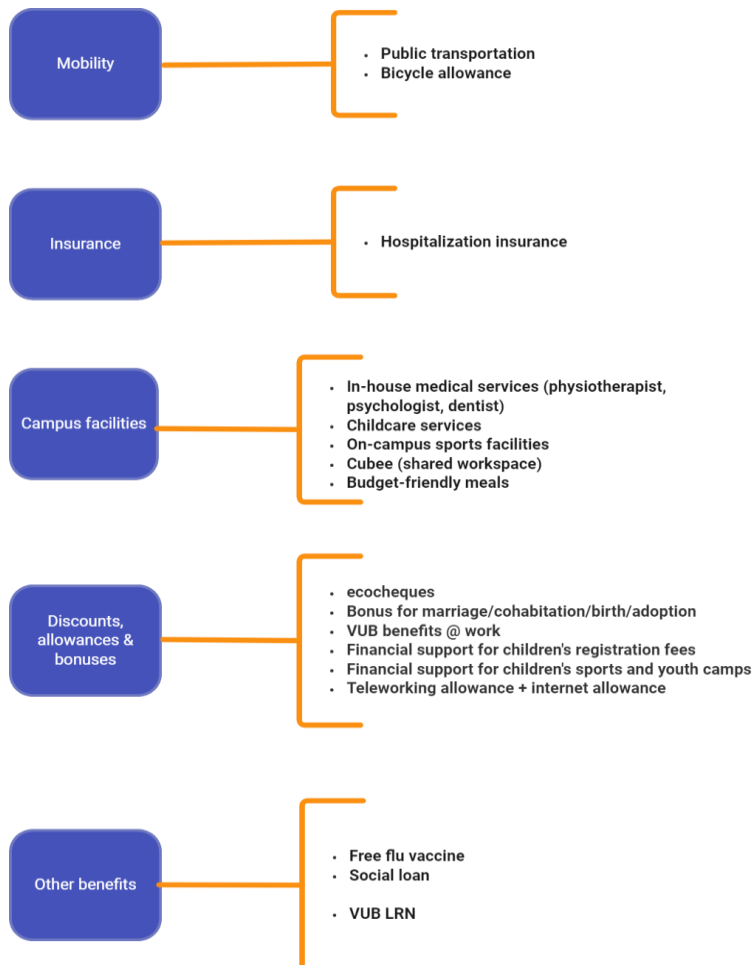 Mobility
• Public transportation
• Bicycle allowance
Insurance
• Hospitalization insurance
Campus facilities
• In-house medical services (physiotherapist,
psychologist, dentist)
• Childcare services
• On-campus sports facilities
• Cubee (shared workspace)
• Budget-friendly meals
Discounts,
allowances &
bonuses
• ecocheques
• Bonus for marriage/cohabitation/birth/adoption
• VUB benefits @ work
• Financial support for children's registration fees
• Financial support for children's sports and youth camps
• Teleworking allowance + internet allowance
Other benefits
• Free flu vaccine
• Social loan
• VUB LRN